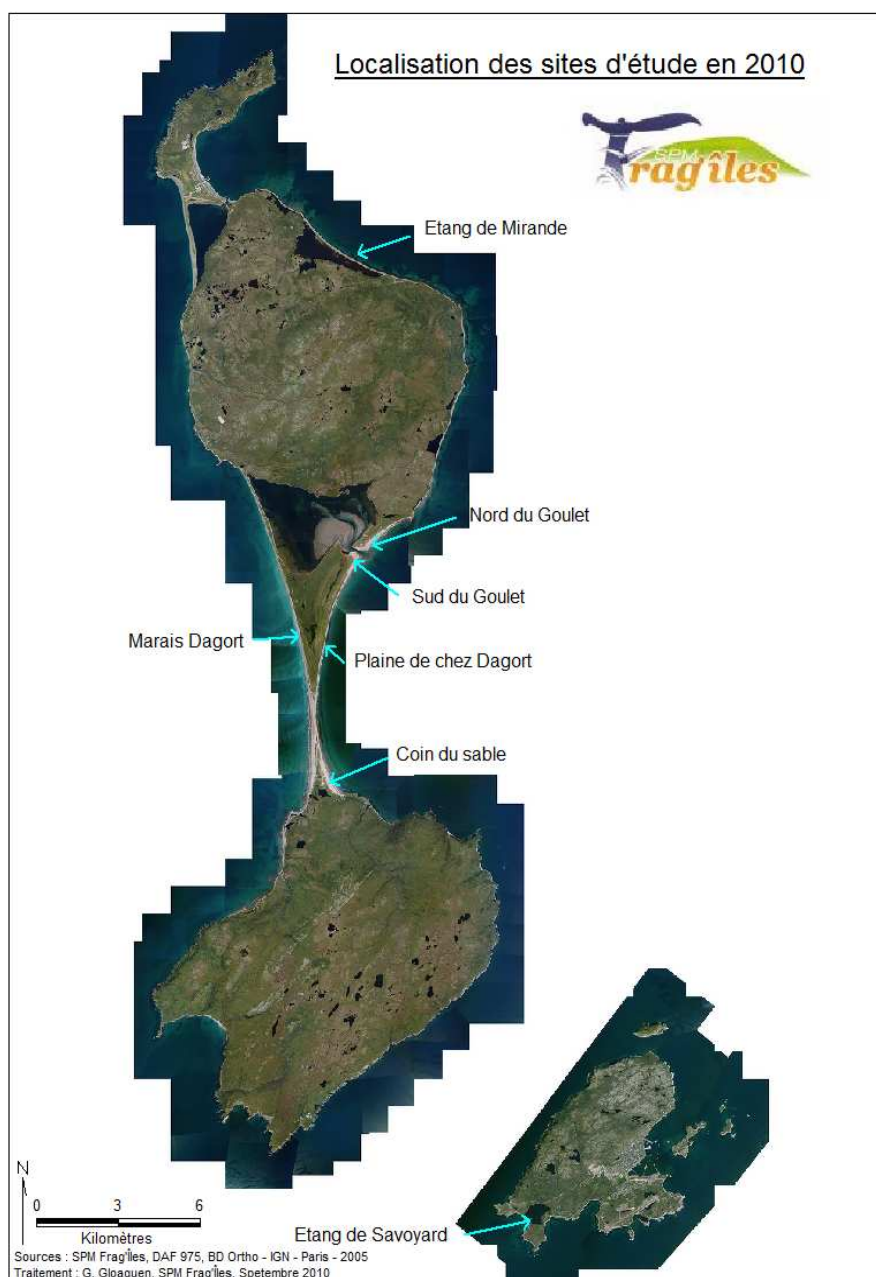 Localisation des sites d'étude en 2010
SPM
Frag'îles
Etang de Mirande
Nord du Goulet
Sud du Goulet
Marais Dagort
Plaine de chez Dagort
Coin du sable
N
0 3 6
Kilomètres
Etang de Savoyard
Sources : SPM Frag'Îles, DAF 975, BD Ortho - IGN - Paris - 2005
Traitement : G. Gloaguen, SPM Frag'Îles, Spetembre 2010